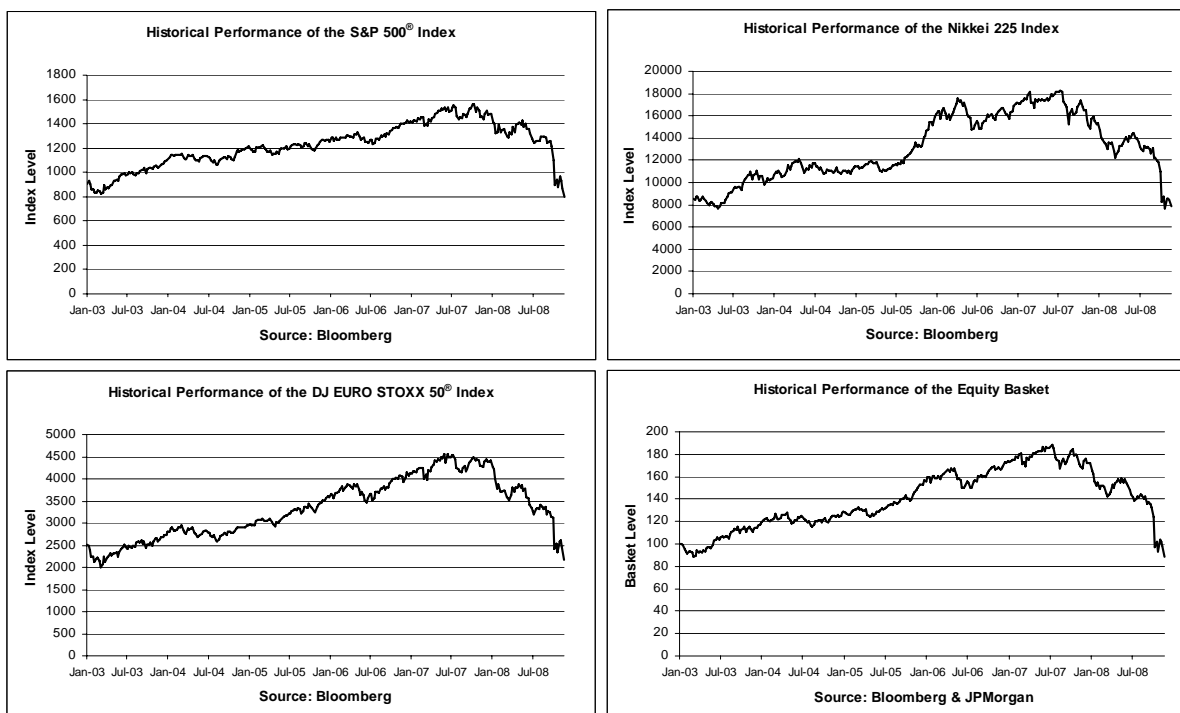 Historical Performance of the S&P 500® Index
Index Level
1800
1600
1400
1200
1000
800
600
400
200
0
Jan-03 Jul-03 Jan-04 Jul-04 Jan-05 Jul-05 Jan-06 Jul-06 Jan-07 Jul-07 Jan-08 Jul-08
Source: Bloomberg
Historical Performance of the Nikkei 225 Index
Index Level
20000
18000
16000
14000
12000
10000
8000
6000
4000
2000
0
Jan-03 Jul-03 Jan-04 Jul-04 Jan-05 Jul-05 Jan-06 Jul-06 Jan-07 Jul-07 Jan-08 Jul-08
Source: Bloomberg
Historical Performance of the DJ EURO STOXX 50® Index
Index Level
5000
4500
4000
3500
3000
2500
2000
1500
1000
500
0
Jan-03 Jul-03 Jan-04 Jul-04 Jan-05 Jul-05 Jan-06 Jul-06 Jan-07 Jul-07 Jan-08 Jul-08
Source: Bloomberg
Historical Performance of the Equity Basket
Basket Level
200
180
160
140
120
100
80
60
40
20
0
Jan-03 Jul-03 Jan-04 Jul-04 Jan-05 Jul-05 Jan-06 Jul-06 Jan-07 Jul-07 Jan-08 Jul-08
Source: Bloomberg & JPMorgan